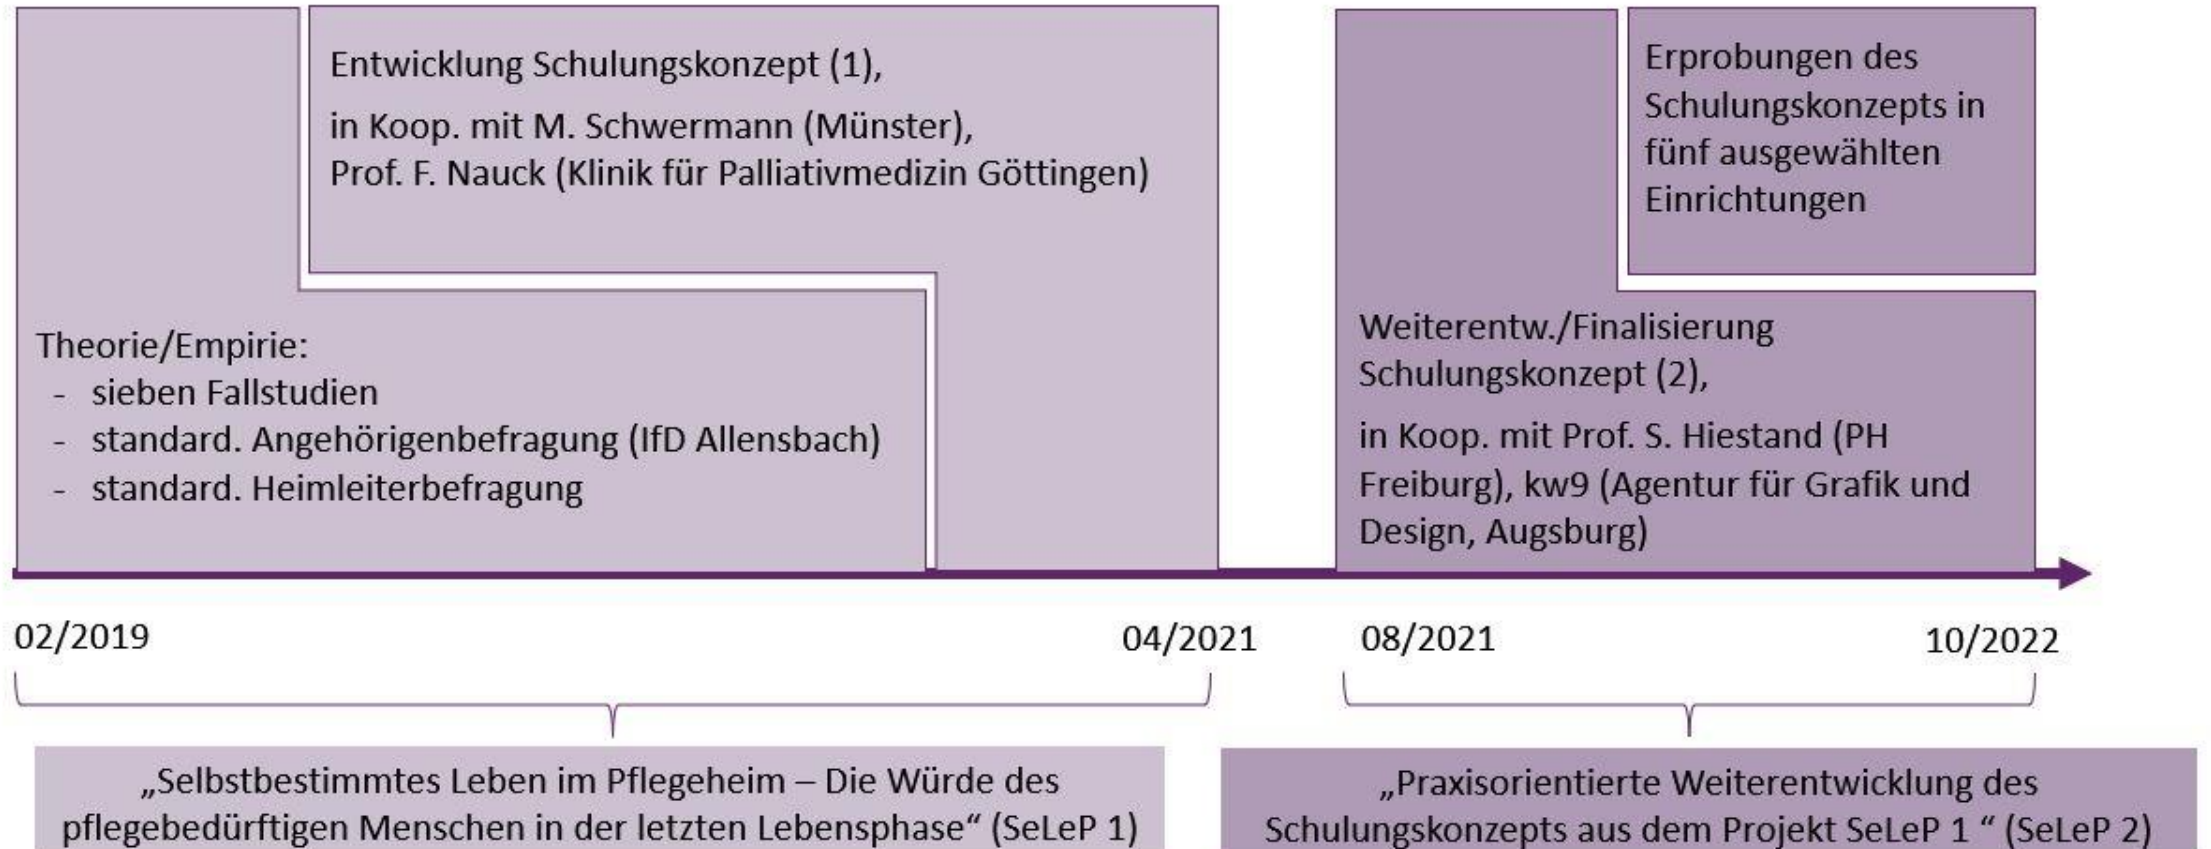 Entwicklung Schulungskonzept (1),
in Koop. mit M. Schwermann (Münster),
Prof. F. Nauck (Klinik für Palliativmedizin Göttingen)
Theorie/Empirie:
- sieben Fallstudien
- standard. Angehörigenbefragung (IfD Allensbach)
- standard. Heimleiterbefragung
Erprobungen des
Schulungskonzepts in
fünf ausgewählten
Einrichtungen
Weiterentw./Finalisierung
Schulungskonzept (2),
in Koop. mit Prof. S. Hiestand (PH
Freiburg), kw9 (Agentur für Grafik und
Design, Augsburg)
02/2019
04/2021
08/2021
10/2022
„Selbstbestimmtes Leben im Pflegeheim – Die Würde des
pflegebedürftigen Menschen in der letzten Lebensphase“ (SeLeP 1)
„Praxisorientierte Weiterentwicklung des
Schulungskonzepts aus dem Projekt SeLeP 1 “ (SeLeP 2)